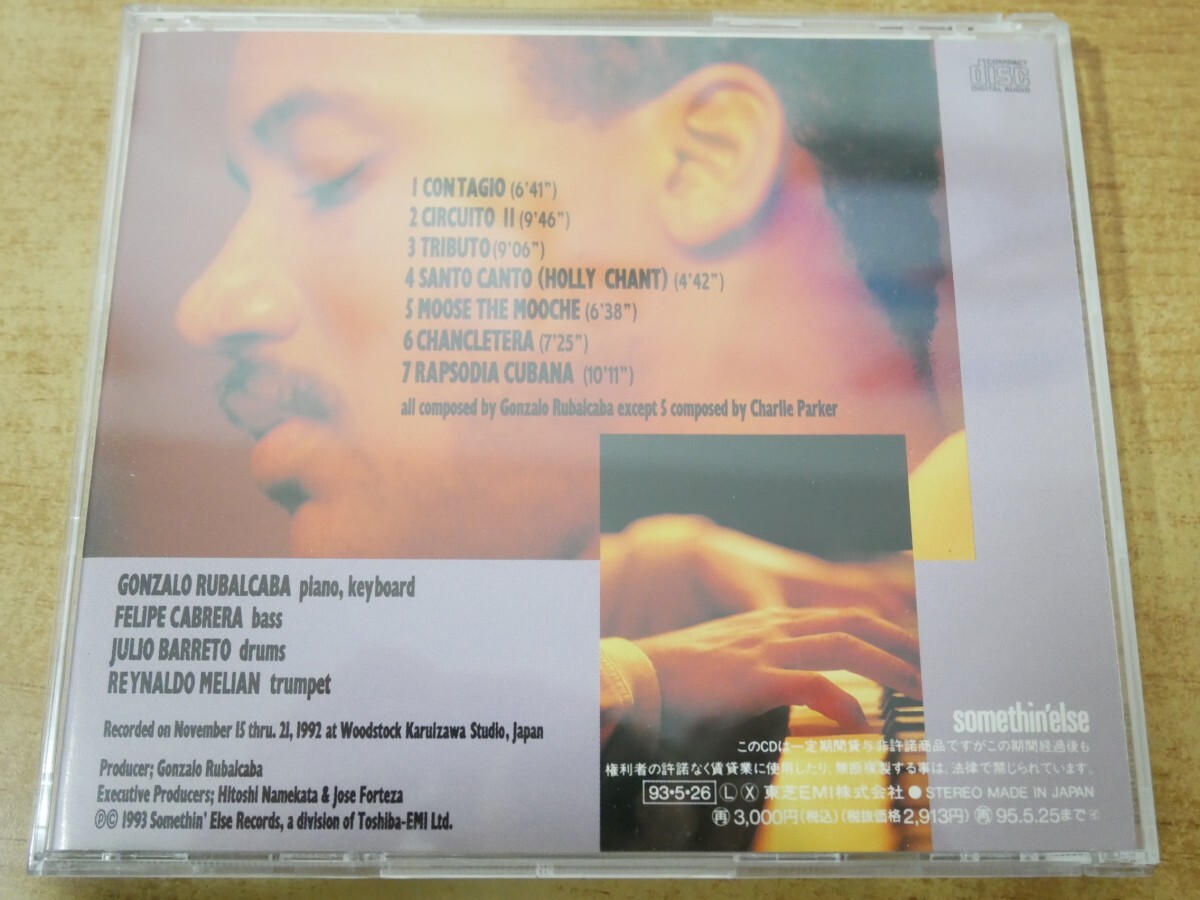 COMPACT
disc
DIGITAL AUDIO
1 CONTAGIO (6'41")
2 CIRCUITO II (9'46")
3 TRIBUTO (9'06")
4 SANTO CANTO (HOLLY CHANT) (4'42")
5 MOOSE THE MOOCHE (6'38")
6 CHANCLETERA (7'25")
7 RAPSODIA CUBANA (10'11")
all composed by Gonzalo Rubalcaba except 5 composed by Charlie Parker
GONZALO RUBALCABA piano, keyboard
FELIPE CABRERA bass
JULIO BARRETO drums
REYNALDO MELIAN trumpet
Recorded on November 15 thru. 21, 1992 at Woodstock Karuizawa Studio, Japan
Producer; Gonzalo Rubalcaba
Executive Producers; Hitoshi Namekata & Jose Forteza
Ⓟ© 1993 Somethin' Else Records, a division of Toshiba-EMI Ltd.
somethin'else
このCDは一定期間貸与非許諾商品ですがこの期間経過後も
権利者の許諾なく賃貸業に使用したり、無断複製する事は、法律で禁じられています。
93・5・26 Ⓛ Ⓧ 東芝EMI株式会社 ● STEREO MADE IN JAPAN
㊢ 3,000円(税込)(税抜価格2,913円) 再 95.5.25まで